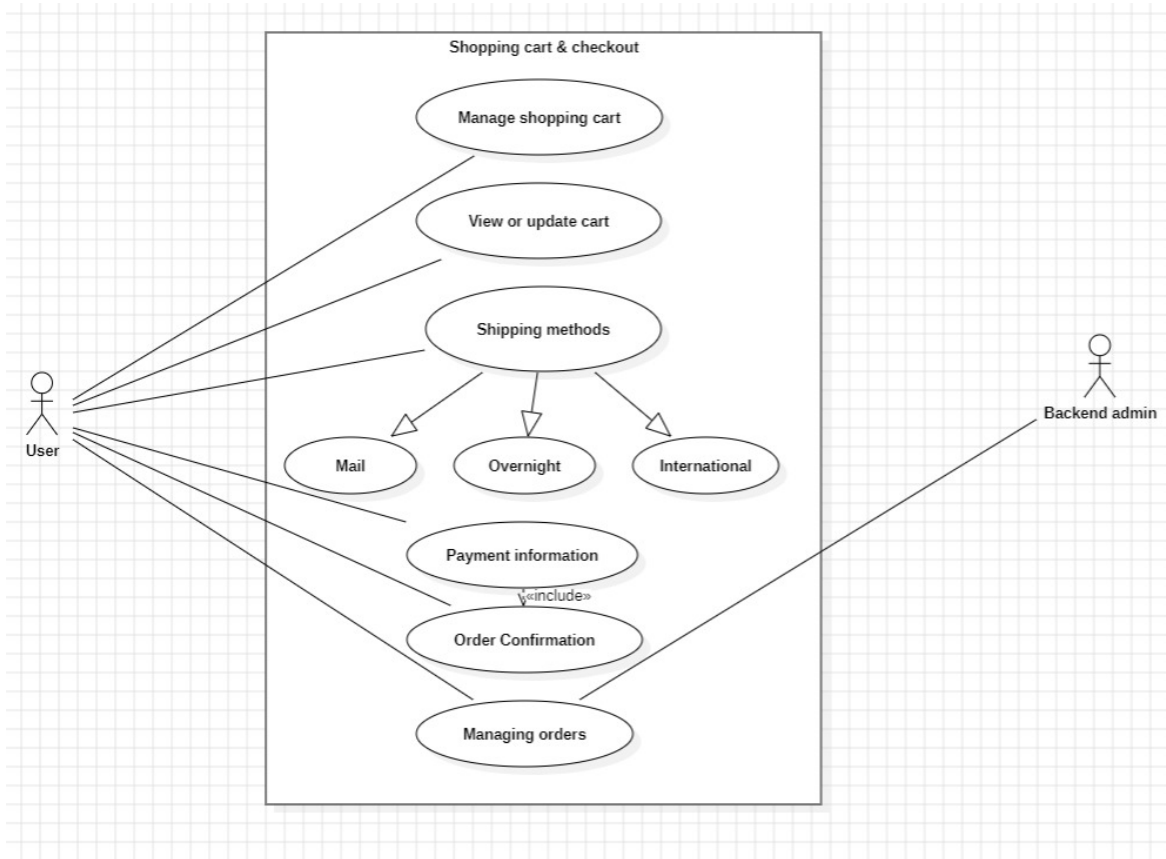 Shopping cart & checkout
Manage shopping cart
View or update cart
Shipping methods
Backend admin
User
Mail
Overnight
International
Payment information
«include»
Order Confirmation
Managing orders